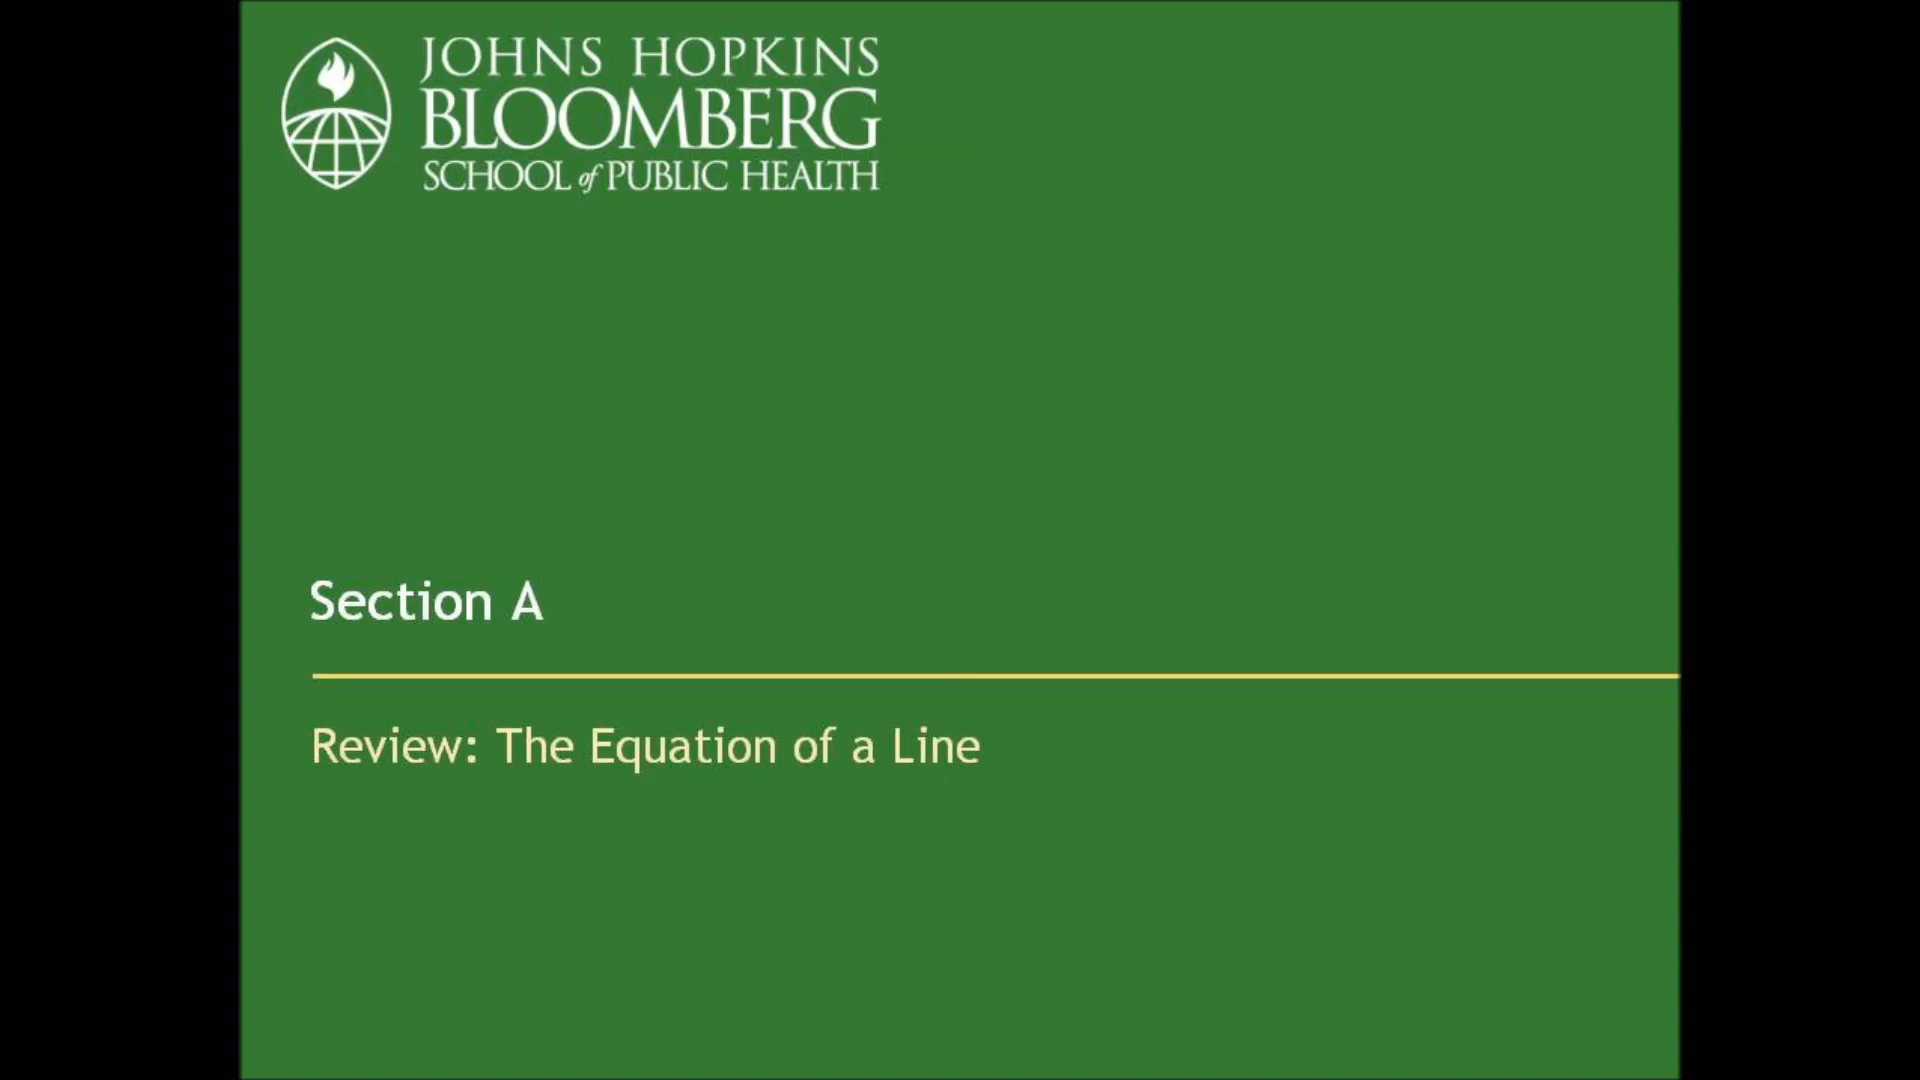 JOHNS HOPKINS
BLOOMBERG
SCHOOL of PUBLIC HEALTH
Section A
Review: The Equation of a Line